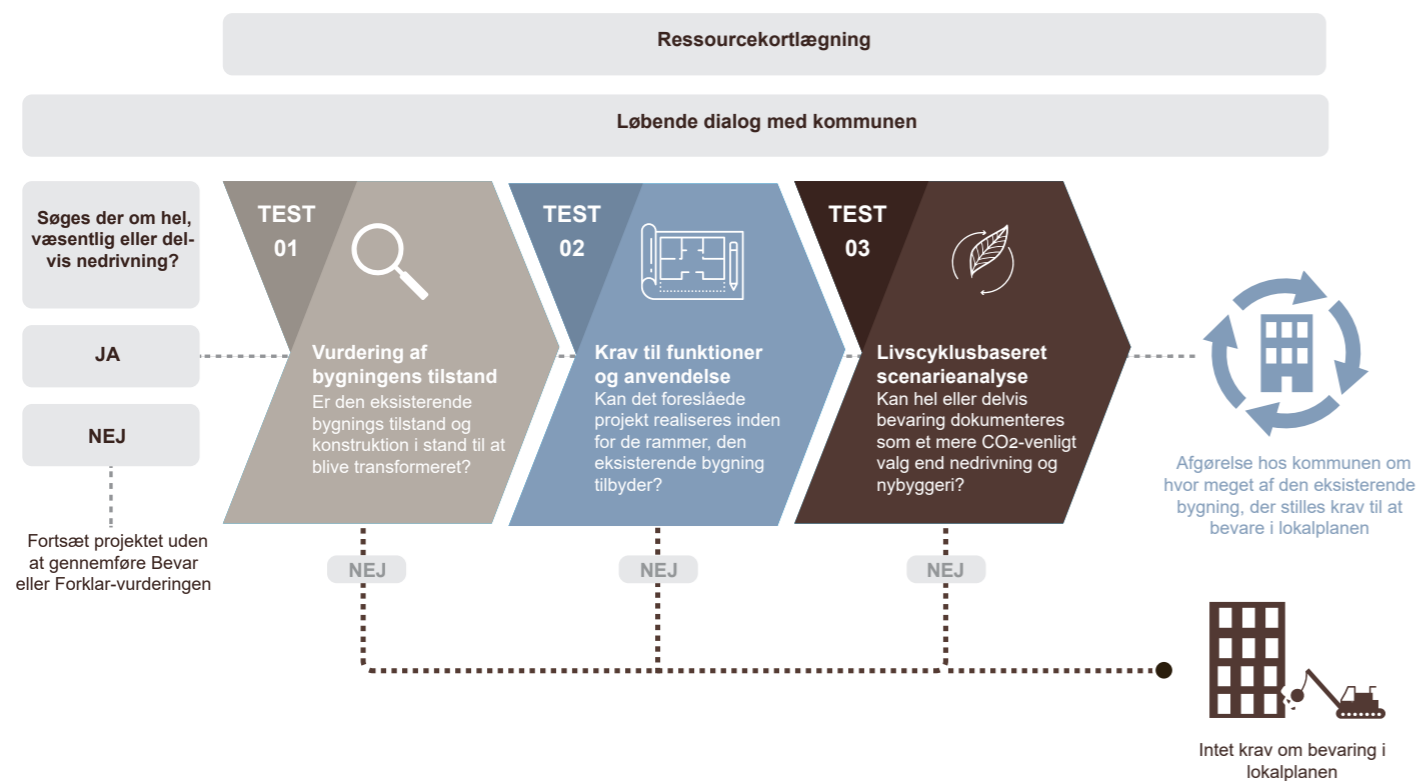 Ressourcekortlægning
Løbende dialog med kommunen
Søges der om hel,
væsentlig eller del-
vis nedrivning?
JA
NEJ
Fortsæt projektet uden
at gennemføre Bevar
eller Forklar-vurderingen
TEST
01
Vurdering af
bygningens tilstand
Er den eksisterende
bygnings tilstand og
konstruktion i stand til at
blive transformeret?
NEJ
TEST
02
Krav til funktioner
og anvendelse
Kan det foreslåede
projekt realiseres inden
for de rammer, den
eksisterende bygning
tilbyder?
NEJ
TEST
03
Livscyklusbaseret
scenarieanalyse
Kan hel eller delvis
bevaring dokumenteres
som et mere CO2-venligt
valg end nedrivning og
nybyggeri?
NEJ
Afgørelse hos kommunen om
hvor meget af den eksisterende
bygning, der stilles krav til at
bevare i lokalplanen
Intet krav om bevaring i
lokalplanen